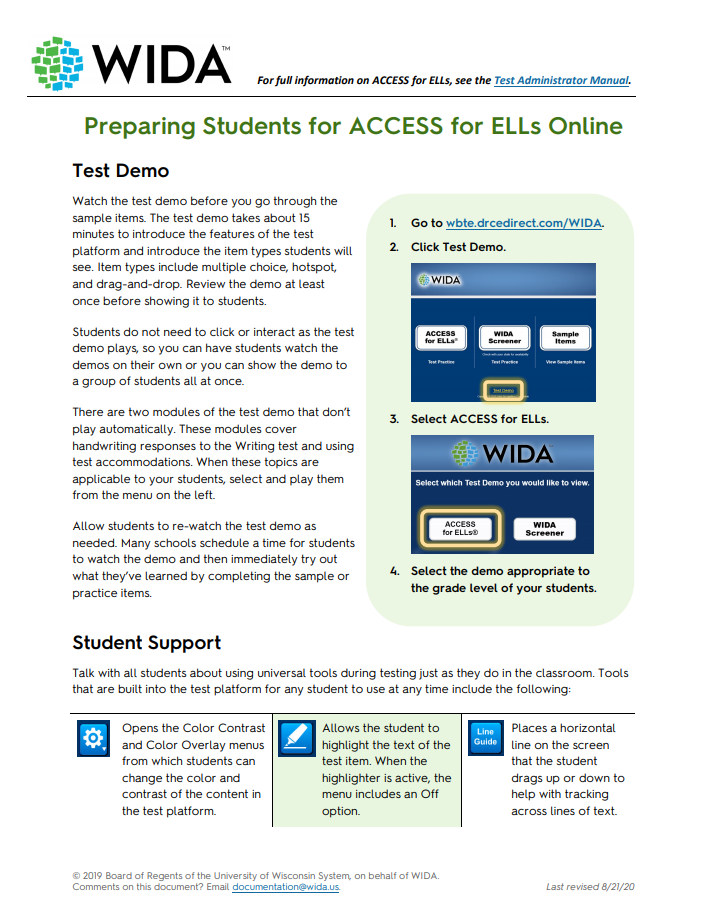 WIDA™
For full information on ACCESS for ELLs, see the Test Administrator Manual.
Preparing Students for ACCESS for ELLs Online
Test Demo
Watch the test demo before you go through the
sample items. The test demo takes about 15
minutes to introduce the features of the test
platform and introduce the item types students will
see. Item types include multiple choice, hotspot,
and drag-and-drop. Review the demo at least
once before showing it to students.
Students do not need to click or interact as the test
demo plays, so you can have students watch the
demos on their own or you can show the demo to
a group of students all at once.
There are two modules of the test demo that don't
play automatically. These modules cover
handwriting responses to the Writing test and using
test accommodations. When these topics are
applicable to your students, select and play them
from the menu on the left.
Allow students to re-watch the test demo as
needed. Many schools schedule a time for students
to watch the demo and then immediately try out
what they've learned by completing the sample or
practice items.
1. Go to wbte.drcedirect.com/WIDA.
2. Click Test Demo.
WIDA
ACCESS
for ELLs®
WIDA
Screener
Sample
Items
Test Practice
Test Practice
View Sample Items
Test Demo
3. Select ACCESS for ELLs.
WIDA
Select which Test Demo you would like to view.
ACCESS
for ELLs®
WIDA
Screener
4. Select the demo appropriate to
the grade level of your students.
Student Support
Talk with all students about using universal tools during testing just as they do in the classroom. Tools
that are built into the test platform for any student to use at any time include the following:
Opens the Color Contrast
and Color Overlay menus
from which students can
change the color and
contrast of the content in
the test platform.
Allows the student to
highlight the text of the
test item. When the
highlighter is active, the
menu includes an Off
option.
Line
Guide
Places a horizontal
line on the screen
that the student
drags up or down to
help with tracking
across lines of text.
© 2019 Board of Regents of the University of Wisconsin System, on behalf of WIDA.
Comments on this document? Email documentation@wida.us.
Last revised 8/21/20